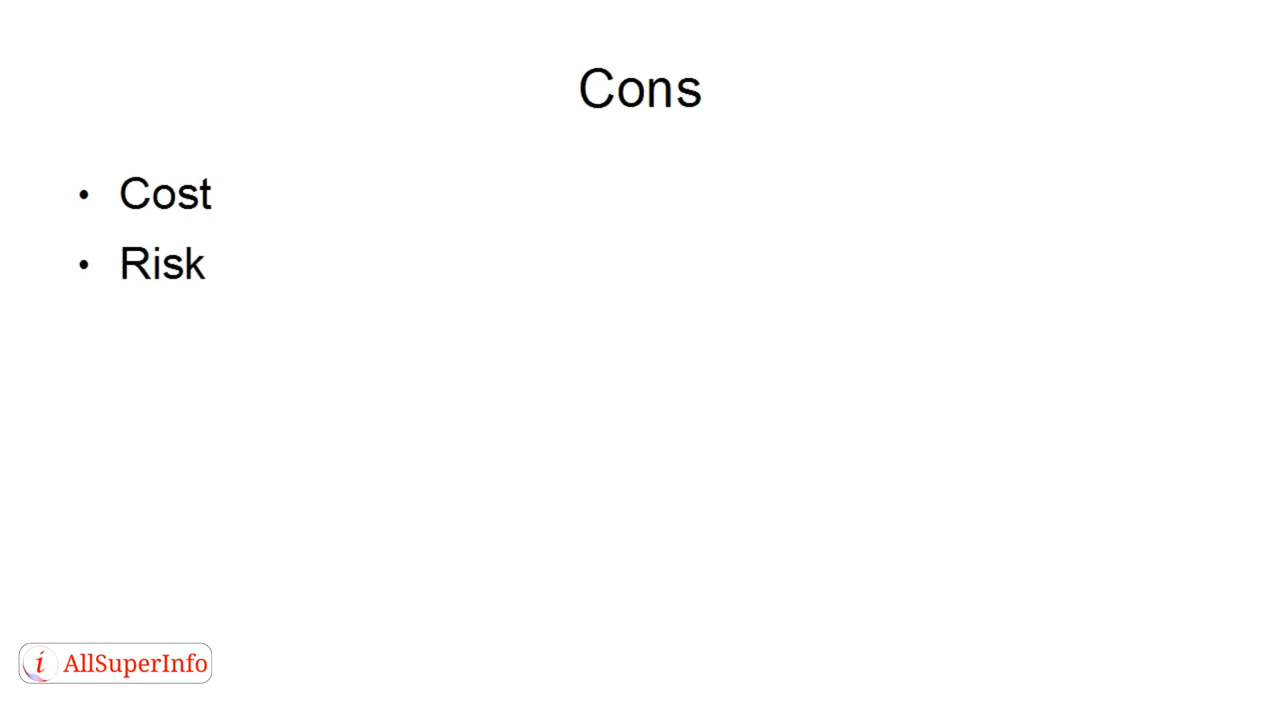 Cons
• Cost
• Risk
i AllSuperInfo